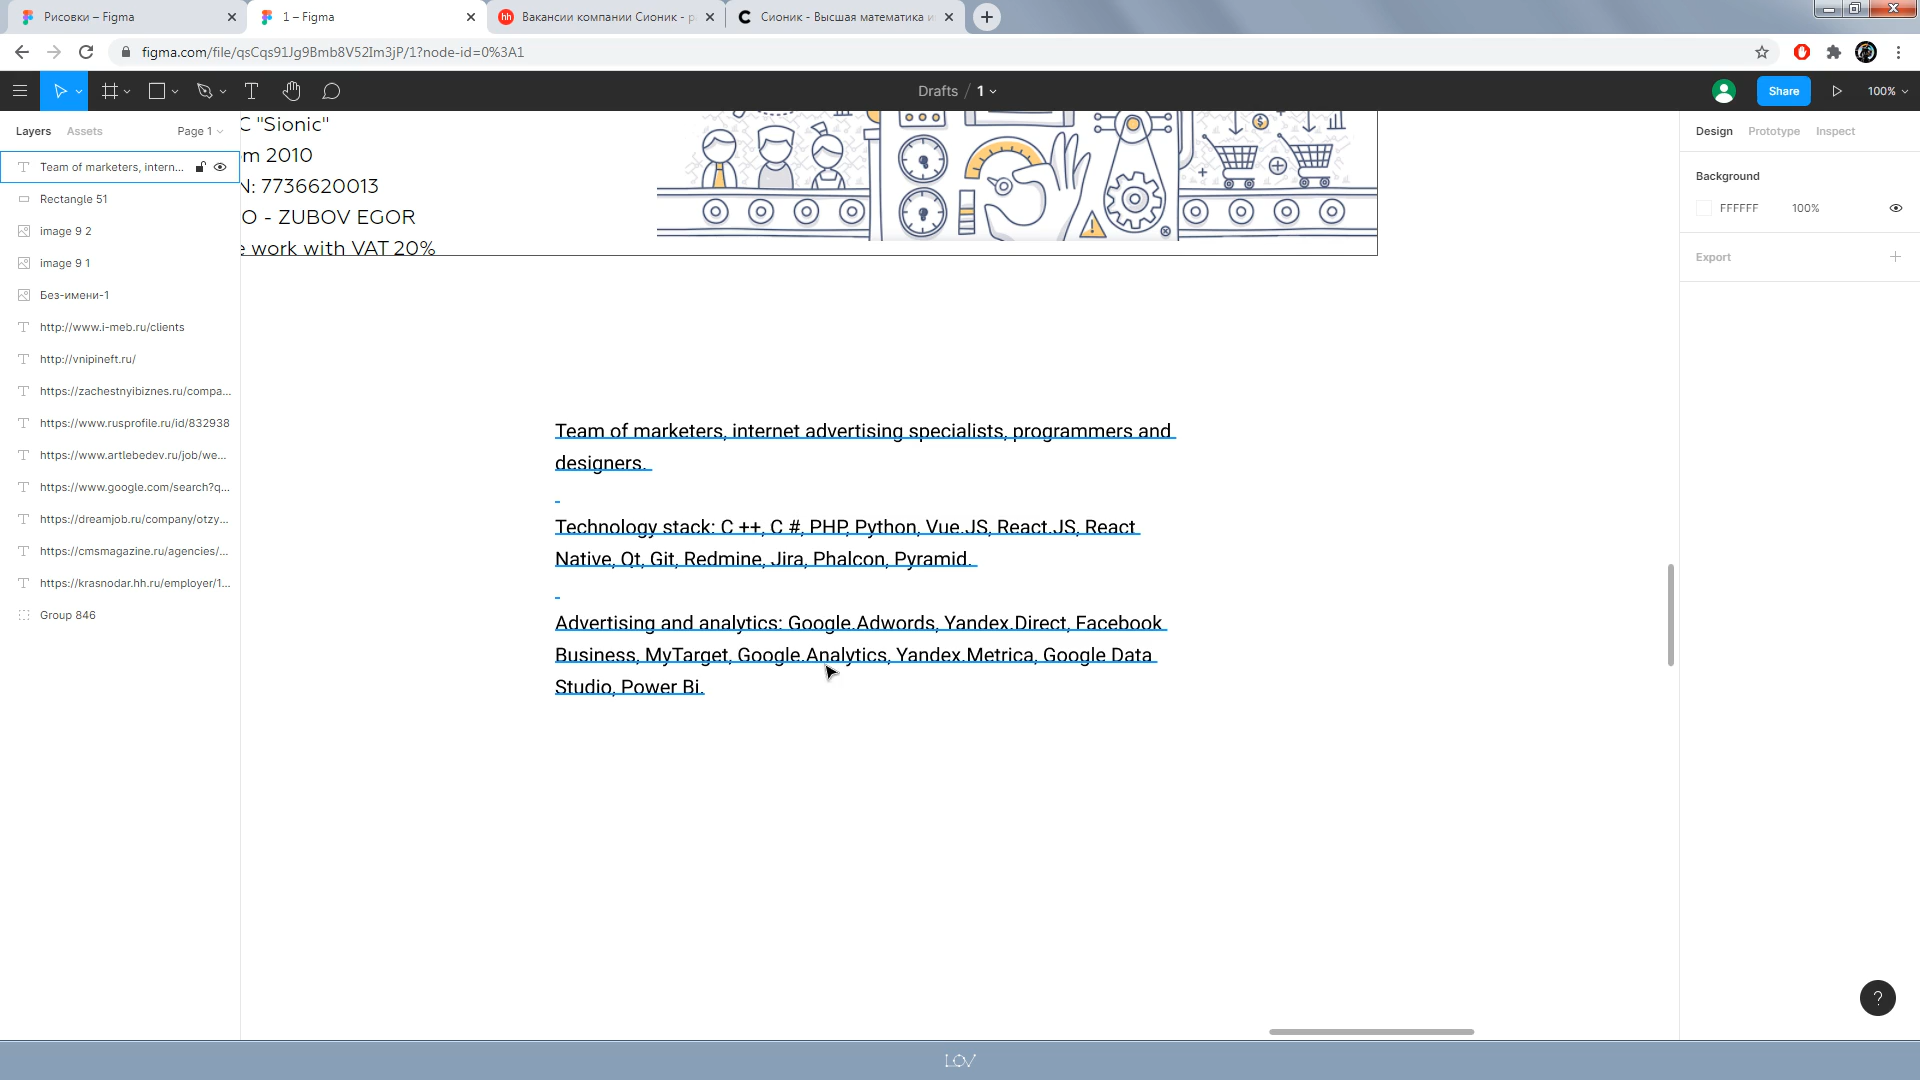 Рисовки – Figma
1 – Figma
hh
Вакансии компании Сионик - р
C
Сионик - Высшая математика и
figma.com/file/qsCqs91Jg9Bmb8V52Im3jP/1?node-id=0%3A1
Drafts / 1
Share
100%
Layers
Assets
Page 1
Team of marketers, intern...
Rectangle 51
image 9 2
image 9 1
Без-имени-1
http://www.i-meb.ru/clients
http://vnipineft.ru/
https://zachestnyibiznes.ru/compa...
https://www.rusprofile.ru/id/832938
https://www.artlebedev.ru/job/we...
https://www.google.com/search?q...
https://dreamjob.ru/company/otzy...
https://cmsmagazine.ru/agencies/...
https://krasnodar.hh.ru/employer/1...
Group 846
C "Sionic"
m 2010
N: 7736620013
O - ZUBOV EGOR
e work with VAT 20%
Team of marketers, internet advertising specialists, programmers and
designers.
Technology stack: C ++, C #, PHP, Python, Vue.JS, React.JS, React
Native, Qt, Git, Redmine, Jira, Phalcon, Pyramid.
Advertising and analytics: Google.Adwords, Yandex.Direct, Facebook
Business, MyTarget, Google.Analytics, Yandex.Metrica, Google Data
Studio, Power Bi.
Design
Prototype
Inspect
Background
FFFFFF
100%
Export
?
LOV